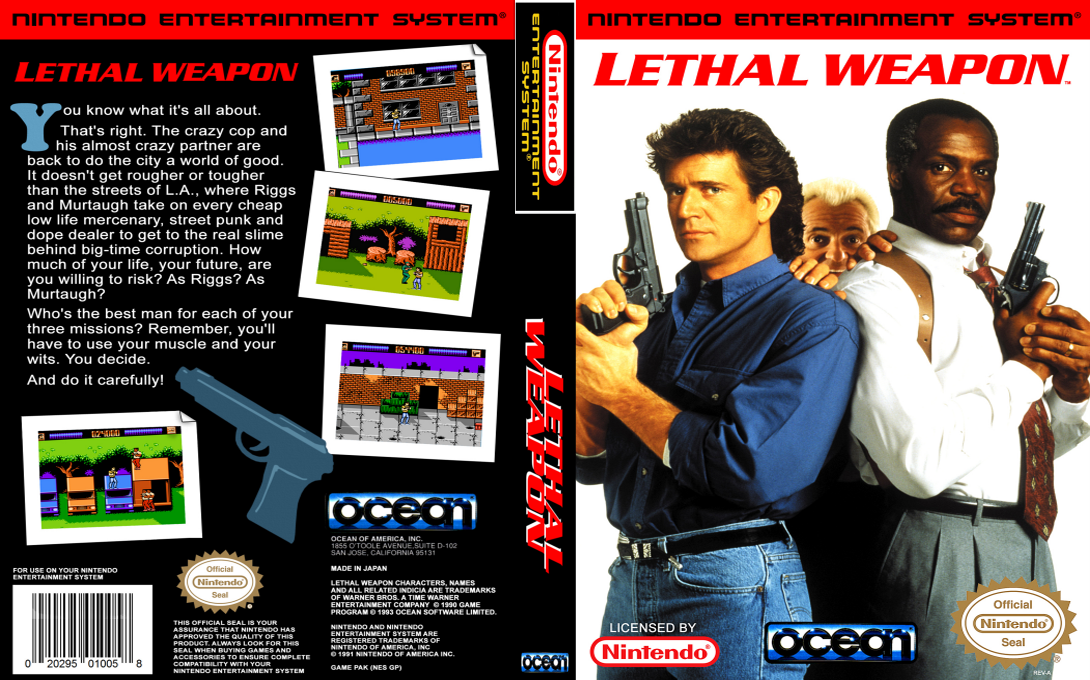 NINTENDO ENTERTAINMENT SYSTEM®
LETHAL WEAPON
You know what it's all about.
That's right. The crazy cop and
his almost crazy partner are
back to do the city a world of good.
It doesn't get rougher or tougher
than the streets of L.A., where Riggs
and Murtaugh take on every cheap
low life mercenary, street punk and
dope dealer to get to the real slime
behind big-time corruption. How
much of your life, your future, are
you willing to risk? As Riggs? As
Murtaugh?
Who's the best man for each of your
three missions? Remember, you'll
have to use your muscle and your
wits. You decide.
And do it carefully!
ocean
OCEAN OF AMERICA, INC.
1855 O'TOOLE AVENUE,SUITE D-102
SAN JOSE, CALIFORNIA 95131
MADE IN JAPAN
LETHAL WEAPON CHARACTERS, NAMES
AND ALL RELATED INDICIA ARE TRADEMARKS
OF WARNER BROS. A TIME WARNER
ENTERTAINMENT COMPANY © 1990 GAME
PROGRAM © 1993 OCEAN SOFTWARE LIMITED.
NINTENDO AND NINTENDO
ENTERTAINMENT SYSTEM ARE
REGISTERED TRADEMARKS OF
NINTENDO OF AMERICA, INC
© 1991 NINTENDO OF AMERICA INC.
GAME PAK (NES GP)
FOR USE ON YOUR NINTENDO
ENTERTAINMENT SYSTEM
0 20295 01005 8
Official
Nintendo®
Seal
THIS OFFICIAL SEAL IS YOUR
ASSURANCE THAT NINTENDO HAS
APPROVED THE QUALITY OF THIS
PRODUCT. ALWAYS LOOK FOR THIS
SEAL WHEN BUYING GAMES AND
ACCESSORIES TO ENSURE COMPLETE
COMPATIBILITY WITH YOUR
NINTENDO ENTERTAINMENT SYSTEM
Nintendo®
ENTERTAINMENT
SYSTEM®
LETHAL
WEAPON
ocean
NINTENDO ENTERTAINMENT SYSTEM®
LETHAL WEAPON™
LICENSED BY
Nintendo®
ocean
Official
Nintendo®
Seal
REV-A